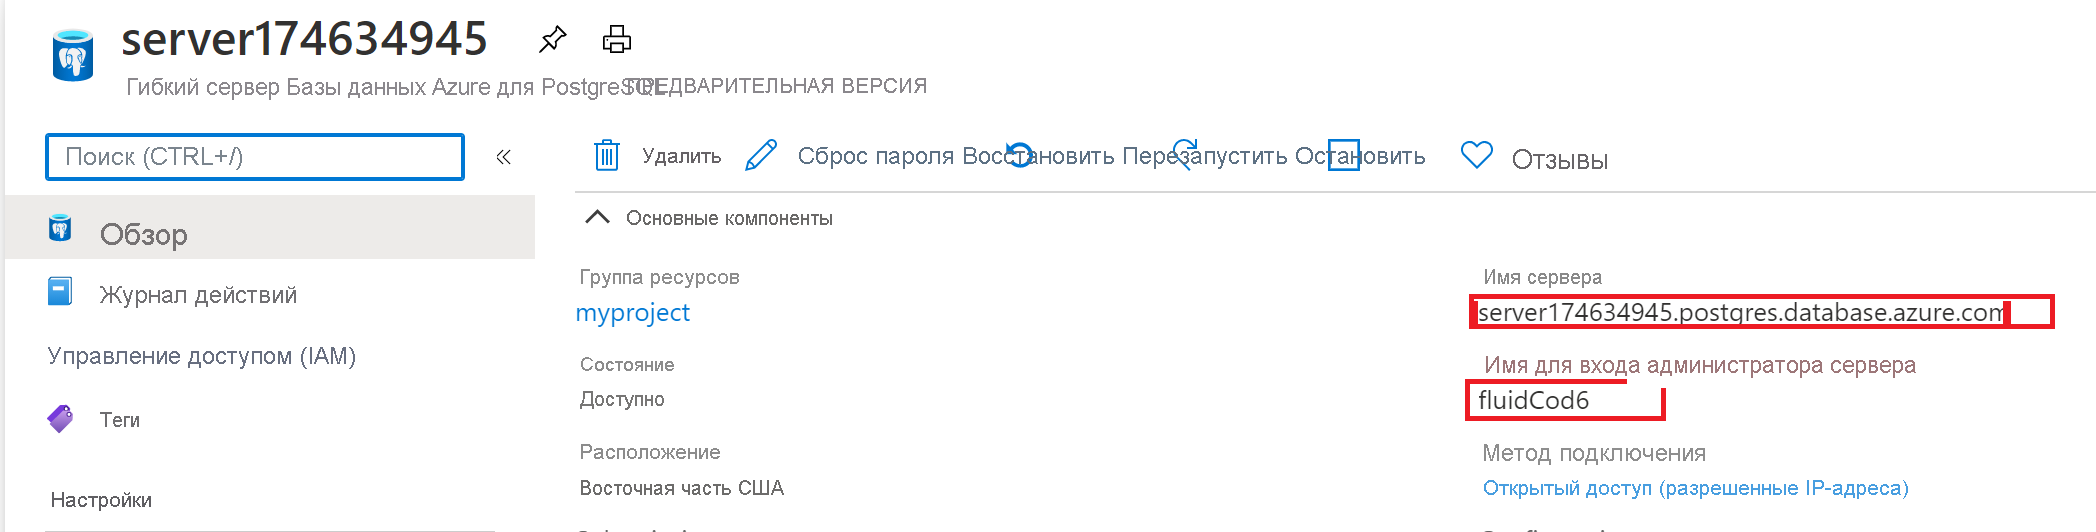 server174634945
Гибкий сервер Базы данных Azure для PostgreSQL ПРЕДВАРИТЕЛЬНАЯ ВЕРСИЯ
Поиск (CTRL+/)
«
Удалить Сброс пароля Восстановить Перезапустить Остановить Отзывы
Обзор
Журнал действий
Управление доступом (IAM)
Теги
Настройки
Основные компоненты
Группа ресурсов
myproject
Состояние
Доступно
Расположение
Восточная часть США
Имя сервера
server174634945.postgres.database.azure.com
Имя для входа администратора сервера
fluidCod6
Метод подключения
Открытый доступ (разрешенные IP-адреса)